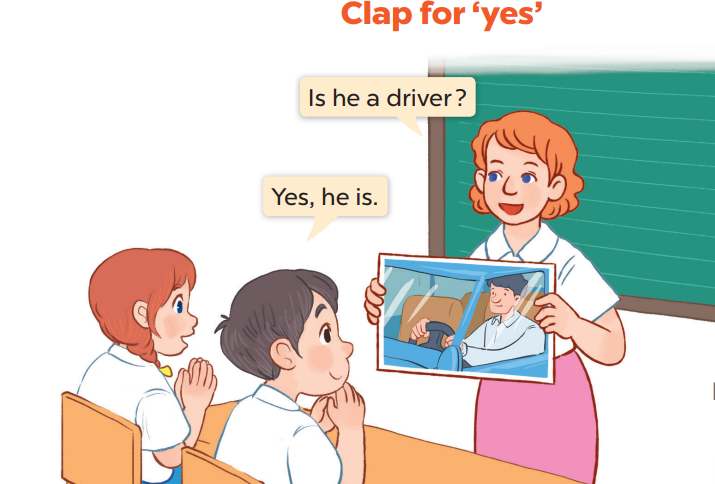 Clap for ‘yes’
Is he a driver?
Yes, he is.